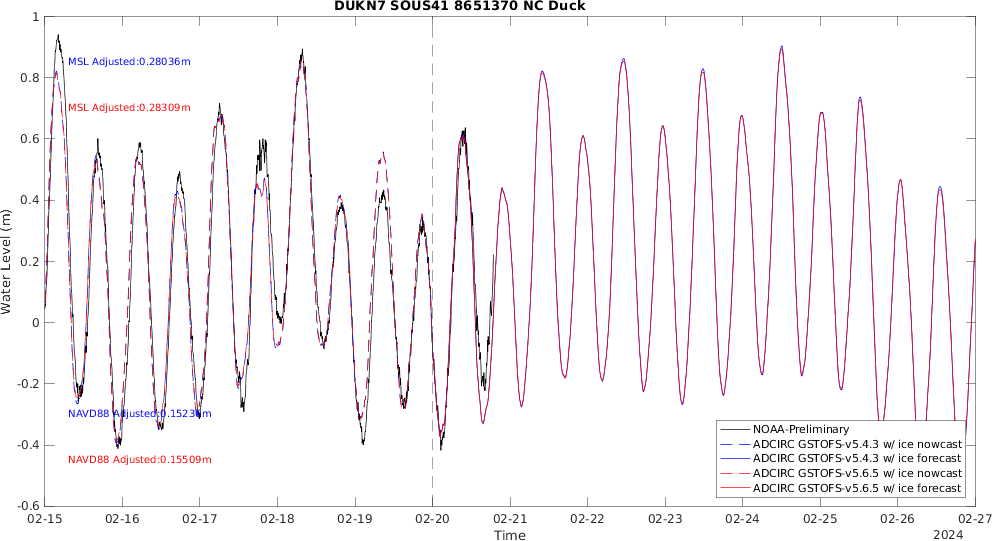 DUKN7 SOUS41 8651370 NC Duck
MSL Adjusted:0.28036m
MSL Adjusted:0.28309m
NAVD88 Adjusted:0.1523 m
NAVD88 Adjusted:0.15509m
Water Level (m)
1
0.8
0.6
0.4
0.2
0
-0.2
-0.4
-0.6
NOAA-Preliminary
ADCIRC GSTOFS-v5.4.3 w/ ice nowcast
ADCIRC GSTOFS-v5.4.3 w/ ice forecast
ADCIRC GSTOFS-v5.6.5 w/ ice nowcast
ADCIRC GSTOFS-v5.6.5 w/ ice forecast
02-15 02-16 02-17 02-18 02-19 02-20 02-21 02-22 02-23 02-24 02-25 02-26 02-27
Time
2024